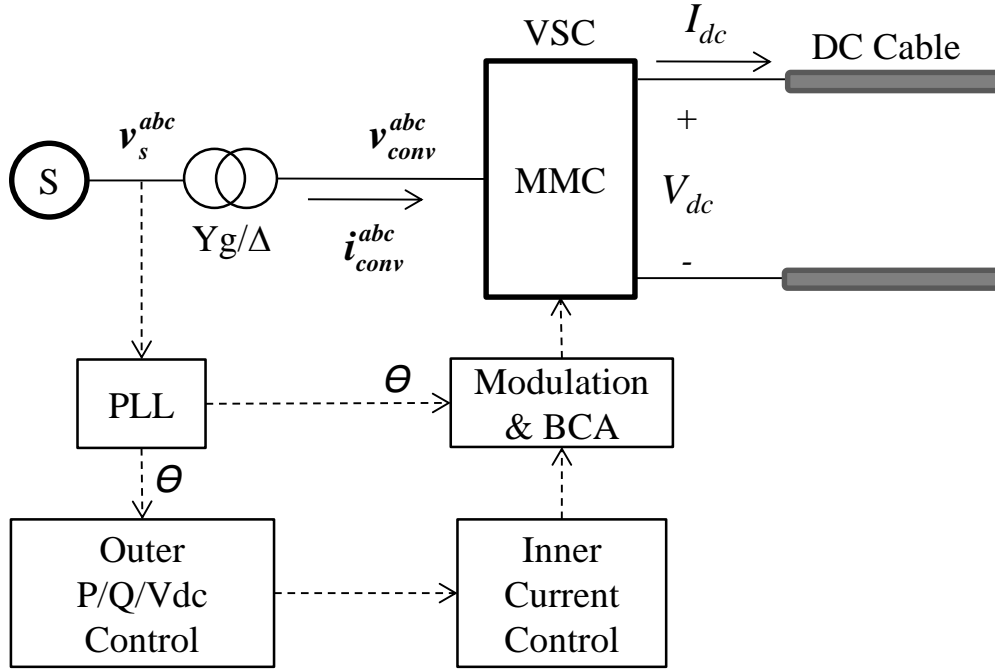 VSC
I_dc
DC Cable
v_s^abc
v_conv^abc
+
S
MMC
V_dc
Yg/Δ
i_conv^abc
-
PLL
θ
Modulation
& BCA
θ
Outer
P/Q/Vdc
Control
Inner
Current
Control